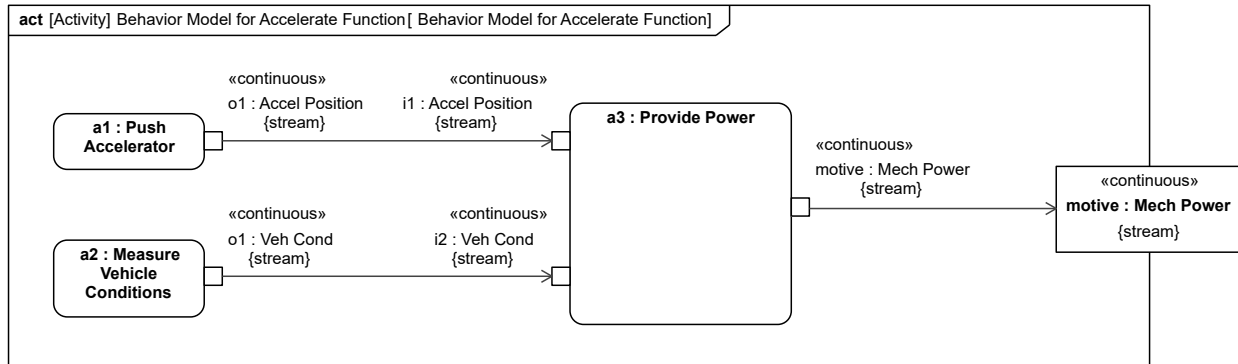 act [Activity] Behavior Model for Accelerate Function[ Behavior Model for Accelerate Function]
«continuous»
o1 : Accel Position
{stream}
«continuous»
i1 : Accel Position
{stream}
a1 : Push
Accelerator
a3 : Provide Power
«continuous»
motive : Mech Power
{stream}
«continuous»
motive : Mech Power
{stream}
«continuous»
o1 : Veh Cond
{stream}
«continuous»
i2 : Veh Cond
{stream}
a2 : Measure
Vehicle
Conditions